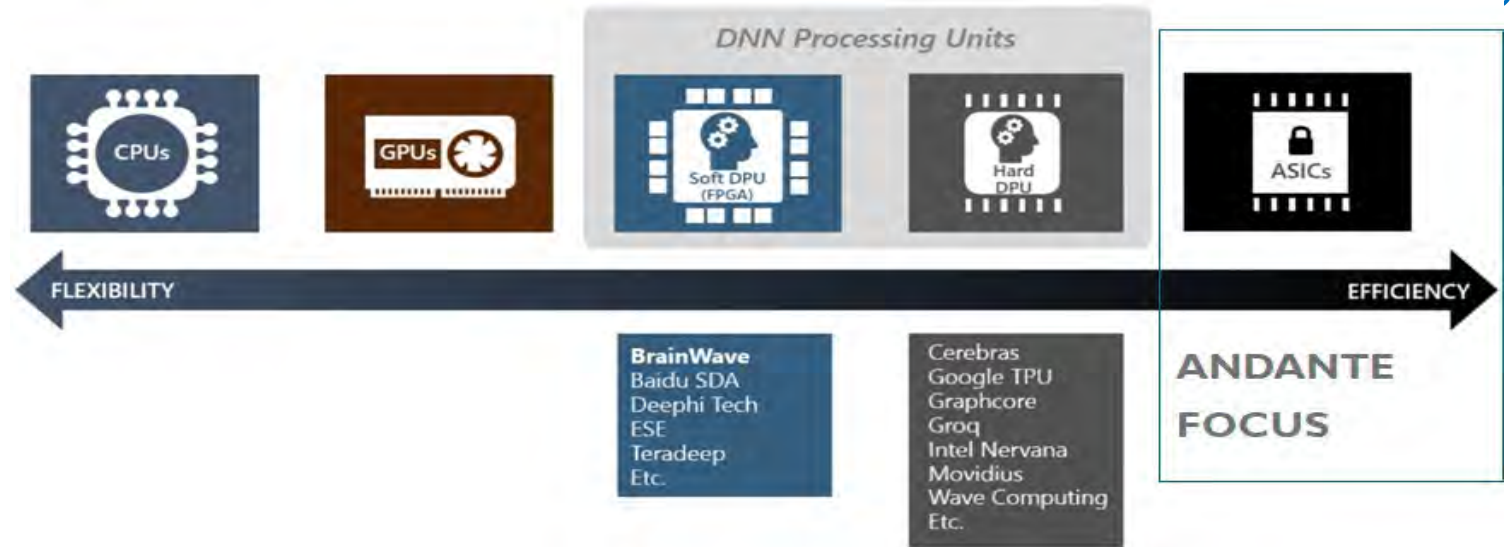 DNN Processing Units
CPUs
GPUs
Soft DPU
(FPGA)
Hard
DPU
ASICs
FLEXIBILITY
EFFICIENCY
BrainWave
Baidu SDA
Deephi Tech
ESE
Teradeep
Etc.
Cerebras
Google TPU
Graphcore
Groq
Intel Nervana
Movidius
Wave Computing
Etc.
ANDANTE
FOCUS